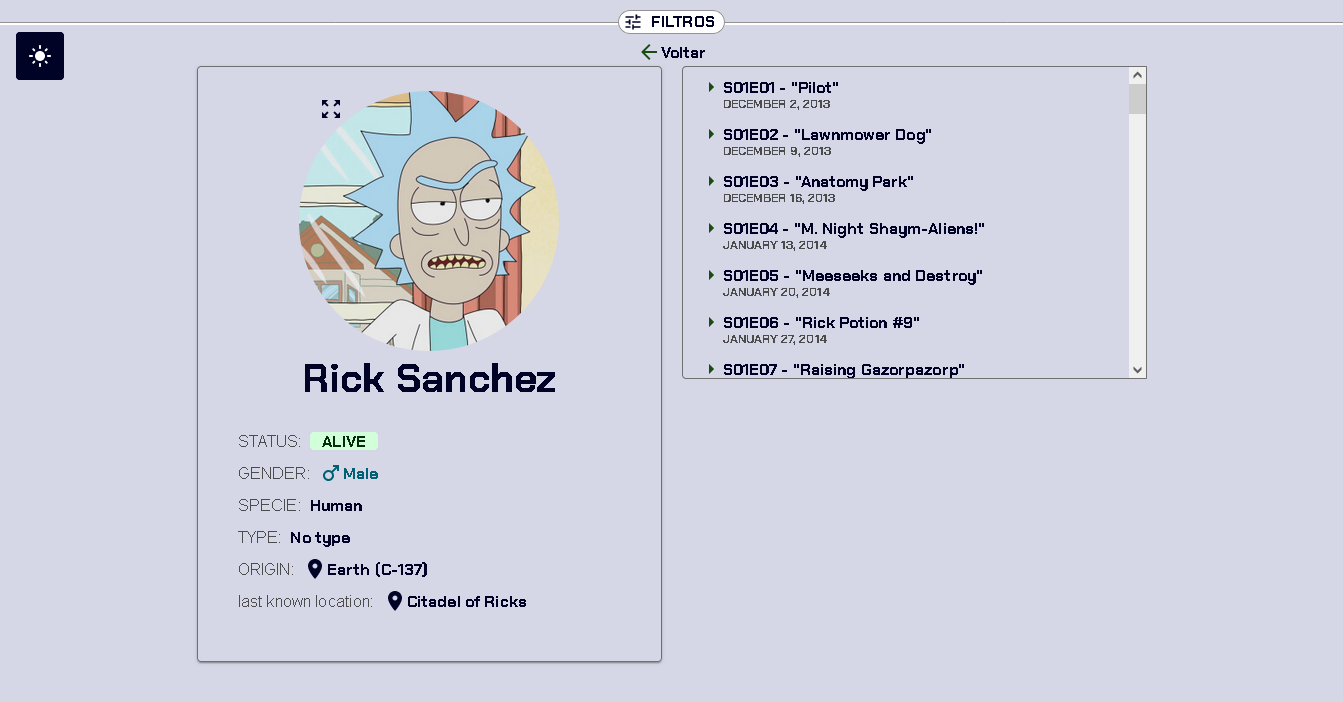 FILTROS
Voltar
Rick Sanchez
STATUS: ALIVE
GENDER: Male
SPECIE: Human
TYPE: No type
ORIGIN: Earth (C-137)
last known location: Citadel of Ricks
S01E01 - "Pilot"
DECEMBER 2, 2013
S01E02 - "Lawnmower Dog"
DECEMBER 9, 2013
S01E03 - "Anatomy Park"
DECEMBER 16, 2013
S01E04 - "M. Night Shaym-Aliens!"
JANUARY 13, 2014
S01E05 - "Meeseeks and Destroy"
JANUARY 20, 2014
S01E06 - "Rick Potion #9"
JANUARY 27, 2014
S01E07 - "Raising Gazorpazorp"